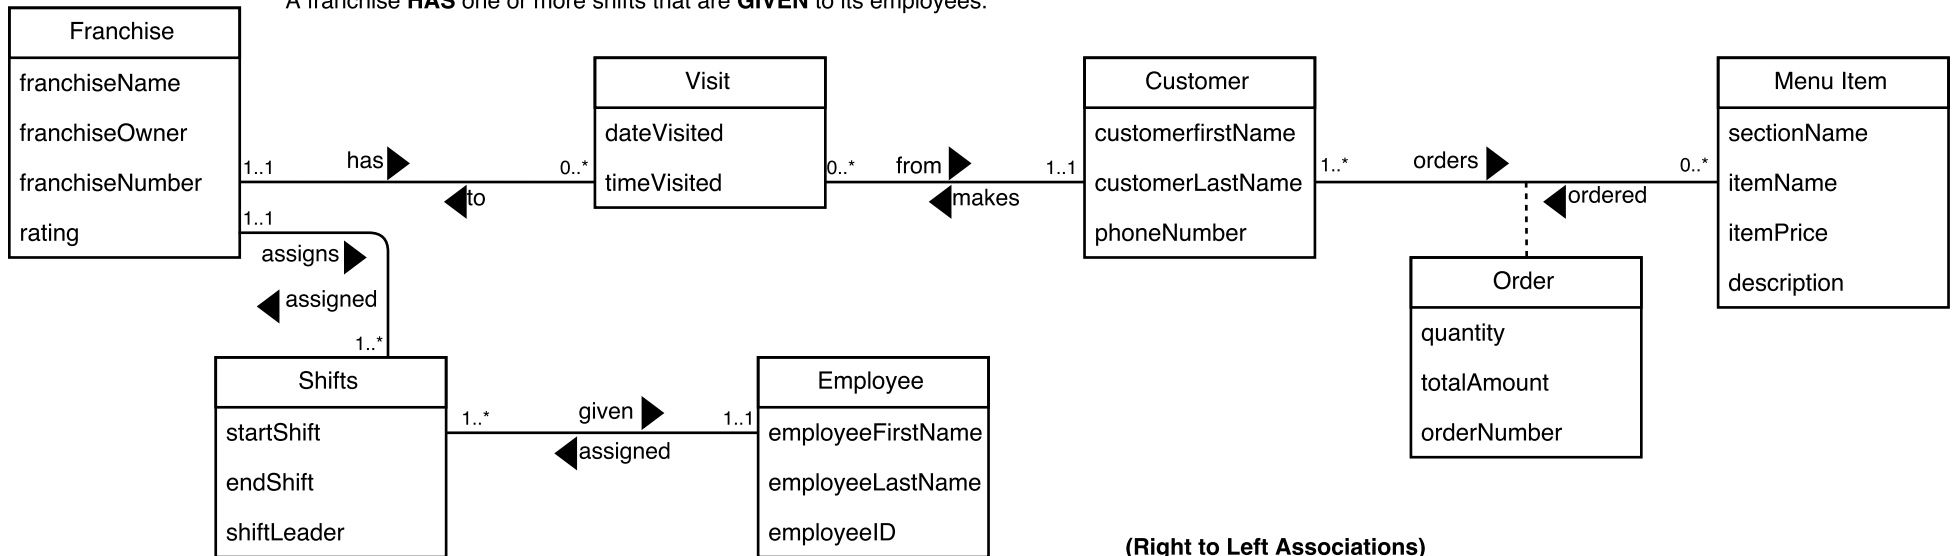 A franchise HAS one or more shifts that are GIVEN to its employees.
Franchise
franchiseName
franchiseOwner
franchiseNumber
rating
1..1
has
to
0..*
Visit
dateVisited
timeVisited
0..*
from
makes
1..1
Customer
customerfirstName
customerLastName
phoneNumber
1..*
orders
ordered
0..*
Menu Item
sectionName
itemName
itemPrice
description
Order
quantity
totalAmount
orderNumber
1..1
assigns
assigned
1..*
Shifts
startShift
endShift
shiftLeader
1..*
given
assigned
1..1
Employee
employeeFirstName
employeeLastName
employeeID
(Right to Left Associations)